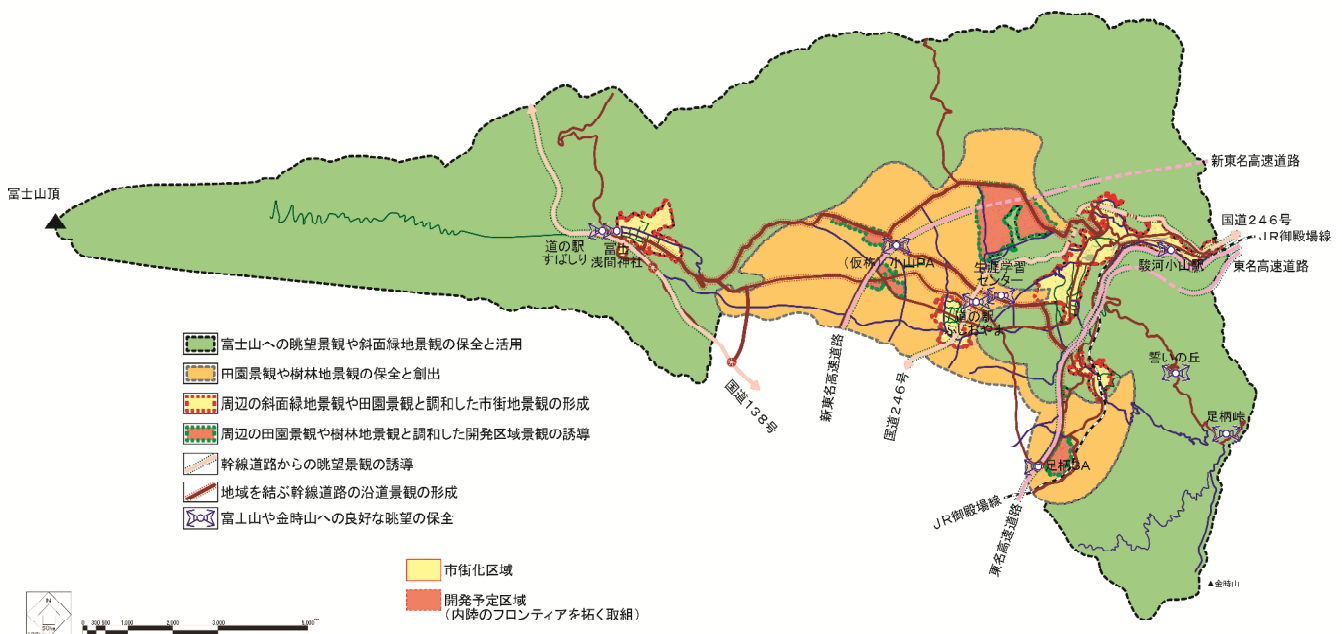 新東名高速道路
国道246号
JR御殿場線
東名高速道路
富士山頂
道の駅
すばしり
富士
浅間神社
(仮称)小山PA
生涯学習
センター
駿河小山駅
道の駅
ふじおやま
誓いの丘
足柄峠
国道138号
新東名高速道路
国道246号
足柄SA
JR御殿場線
東名高速道路
▲金時山
富士山への眺望景観や斜面緑地景観の保全と活用
田園景観や樹林地景観の保全と創出
周辺の斜面緑地景観や田園景観と調和した市街地景観の形成
周辺の田園景観や樹林地景観と調和した開発区域景観の誘導
幹線道路からの眺望景観の誘導
地域を結ぶ幹線道路の沿道景観の形成
富士山や金時山への良好な眺望の保全
市街化区域
開発予定区域
(内陸のフロンティアを拓く取組)
N
0 300 500 1,000 2,000 3,000 5,000